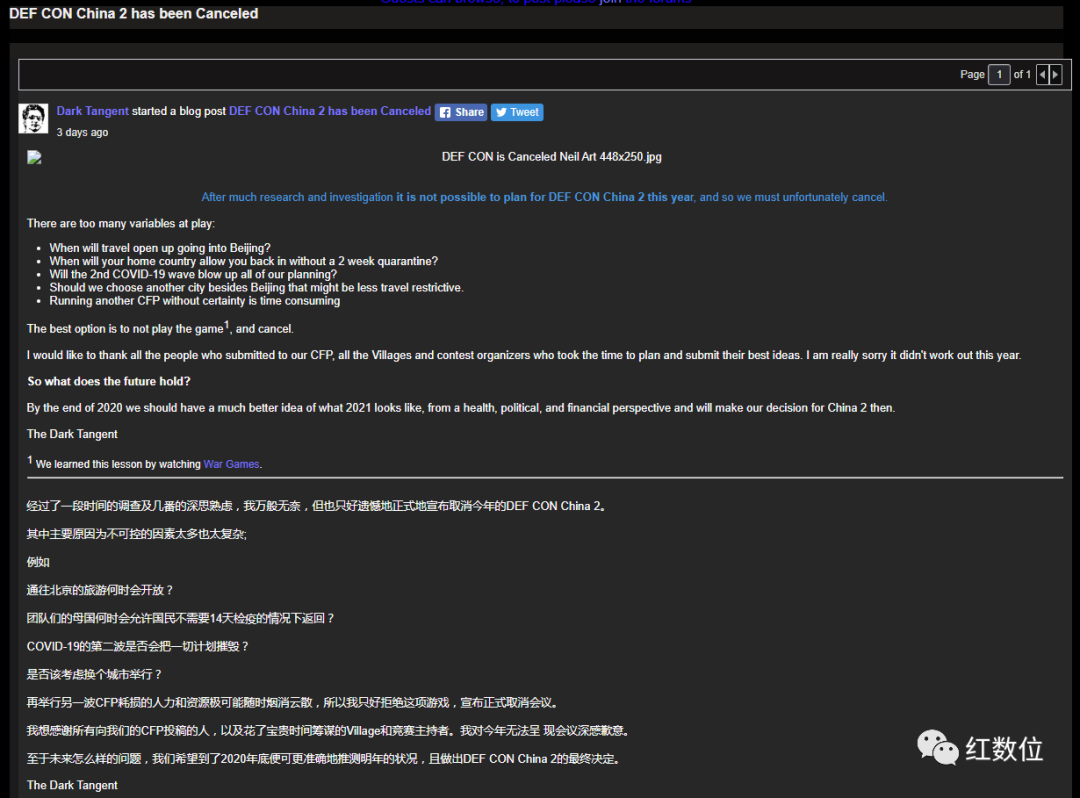 Guests can browse, to post please join the forums
DEF CON China 2 has been Canceled
Page 1 of 1
Dark Tangent started a blog post DEF CON China 2 has been Canceled Share Tweet
3 days ago
DEF CON is Canceled Neil Art 448x250.jpg
After much research and investigation it is not possible to plan for DEF CON China 2 this year, and so we must unfortunately cancel.
There are too many variables at play:
• When will travel open up going into Beijing?
• When will your home country allow you back in without a 2 week quarantine?
• Will the 2nd COVID-19 wave blow up all of our planning?
• Should we choose another city besides Beijing that might be less travel restrictive.
• Running another CFP without certainty is time consuming
The best option is to not play the game1, and cancel.
I would like to thank all the people who submitted to our CFP, all the Villages and contest organizers who took the time to plan and submit their best ideas. I am really sorry it didn't work out this year.
So what does the future hold?
By the end of 2020 we should have a much better idea of what 2021 looks like, from a health, political, and financial perspective and will make our decision for China 2 then.
The Dark Tangent
1 We learned this lesson by watching War Games.
经过了一段时间的调查及几番的深思熟虑，我万般无奈，但也只好遗憾地正式地宣布取消今年的DEF CON China 2。
其中主要原因为不可控的因素太多也太复杂;
例如
通往北京的旅游何时会开放？
团队们的母国何时会允许国民不需要14天检疫的情况下返回？
COVID-19的第二波是否会把一切计划摧毁？
是否该考虑换个城市举行？
再举行另一波CFP耗损的人力和资源极可能随时烟消云散，所以我只好拒绝这项游戏，宣布正式取消会议。
我想感谢所有向我们的CFP投稿的人，以及花了宝贵时间筹谋的Village和竞赛主持者。我对今年无法呈 现会议深感歉意。
至于未来怎么样的问题，我们希望到了2020年底便可更准确地推测明年的状况，且做出DEF CON China 2的最终决定。
The Dark Tangent
红数位